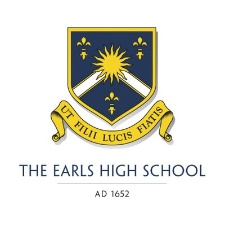 UT FILII LUCIS FIATIS
THE EARLS HIGH SCHOOL
AD 1652